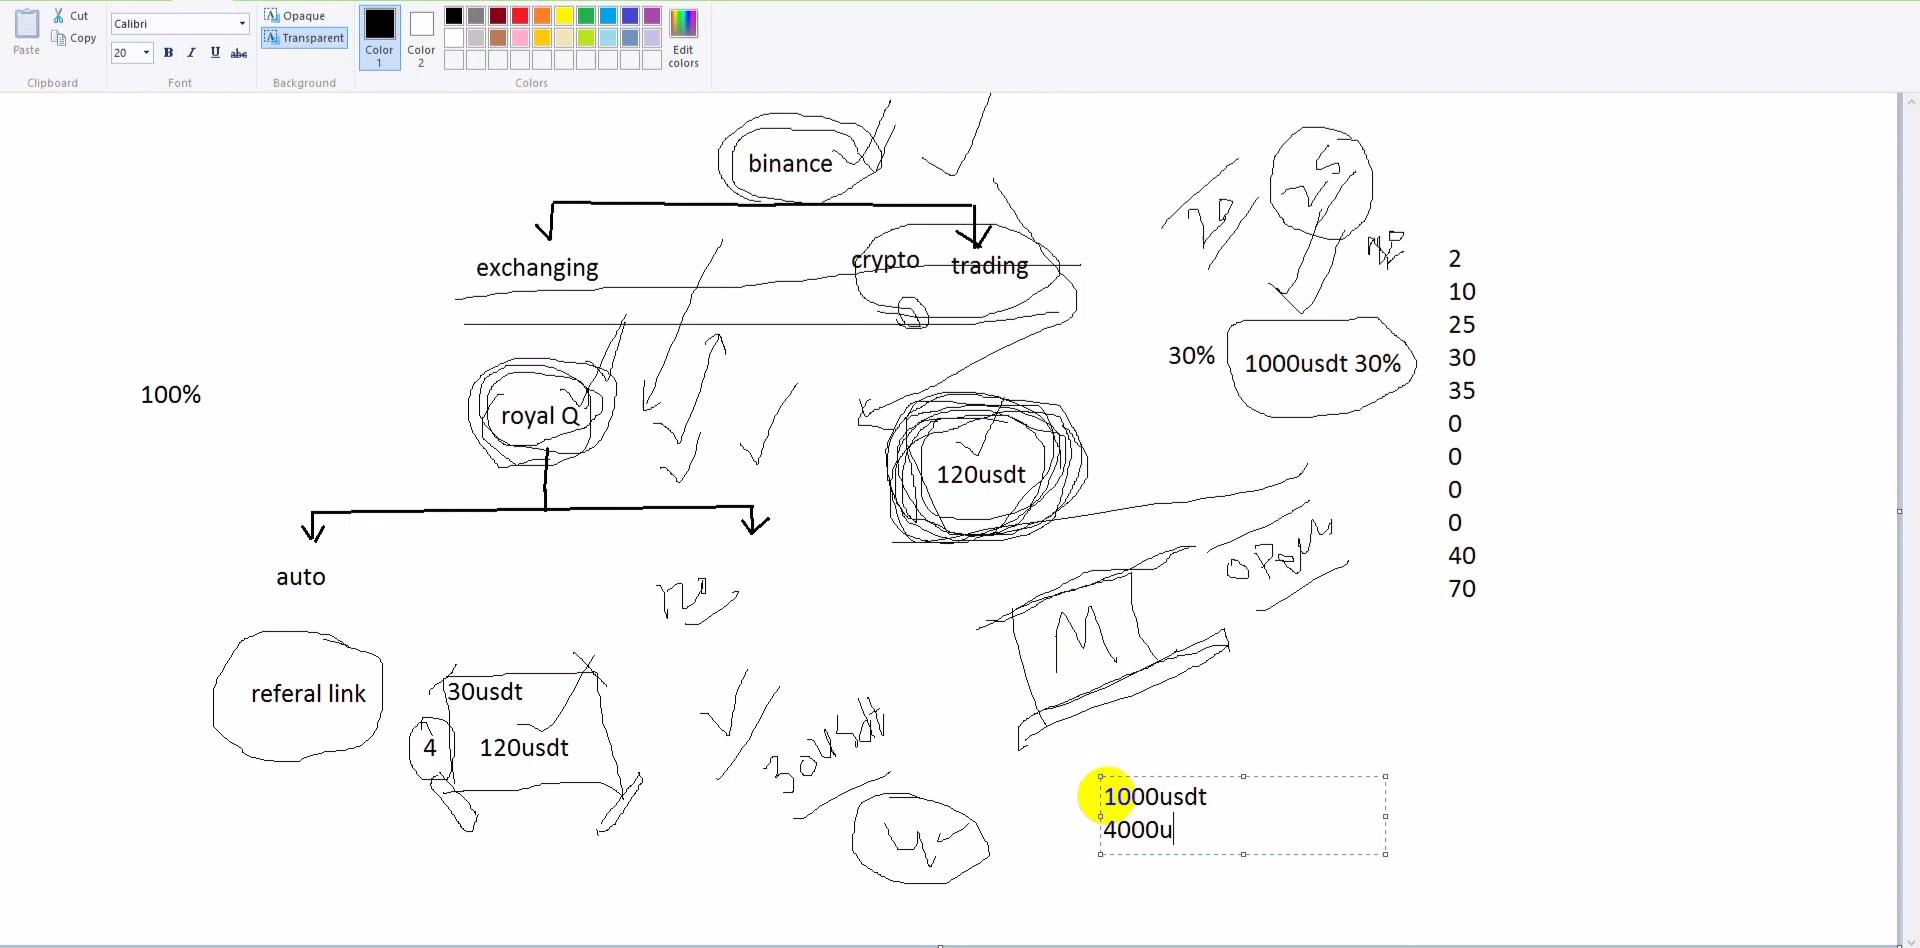 Cut
Copy
Paste
Clipboard
Calibri
20
B I U abc
Font
Opaque
Transparent
Background
Color 1
Color 2
Edit colors
Colors
binance
exchanging
crypto
trading
2
10
25
30
35
0
0
0
0
40
70
30%
1000usdt 30%
100%
royal Q
120usdt
auto
M
referal link
30usdt
4
120usdt
30usdt
1000usdt
4000u